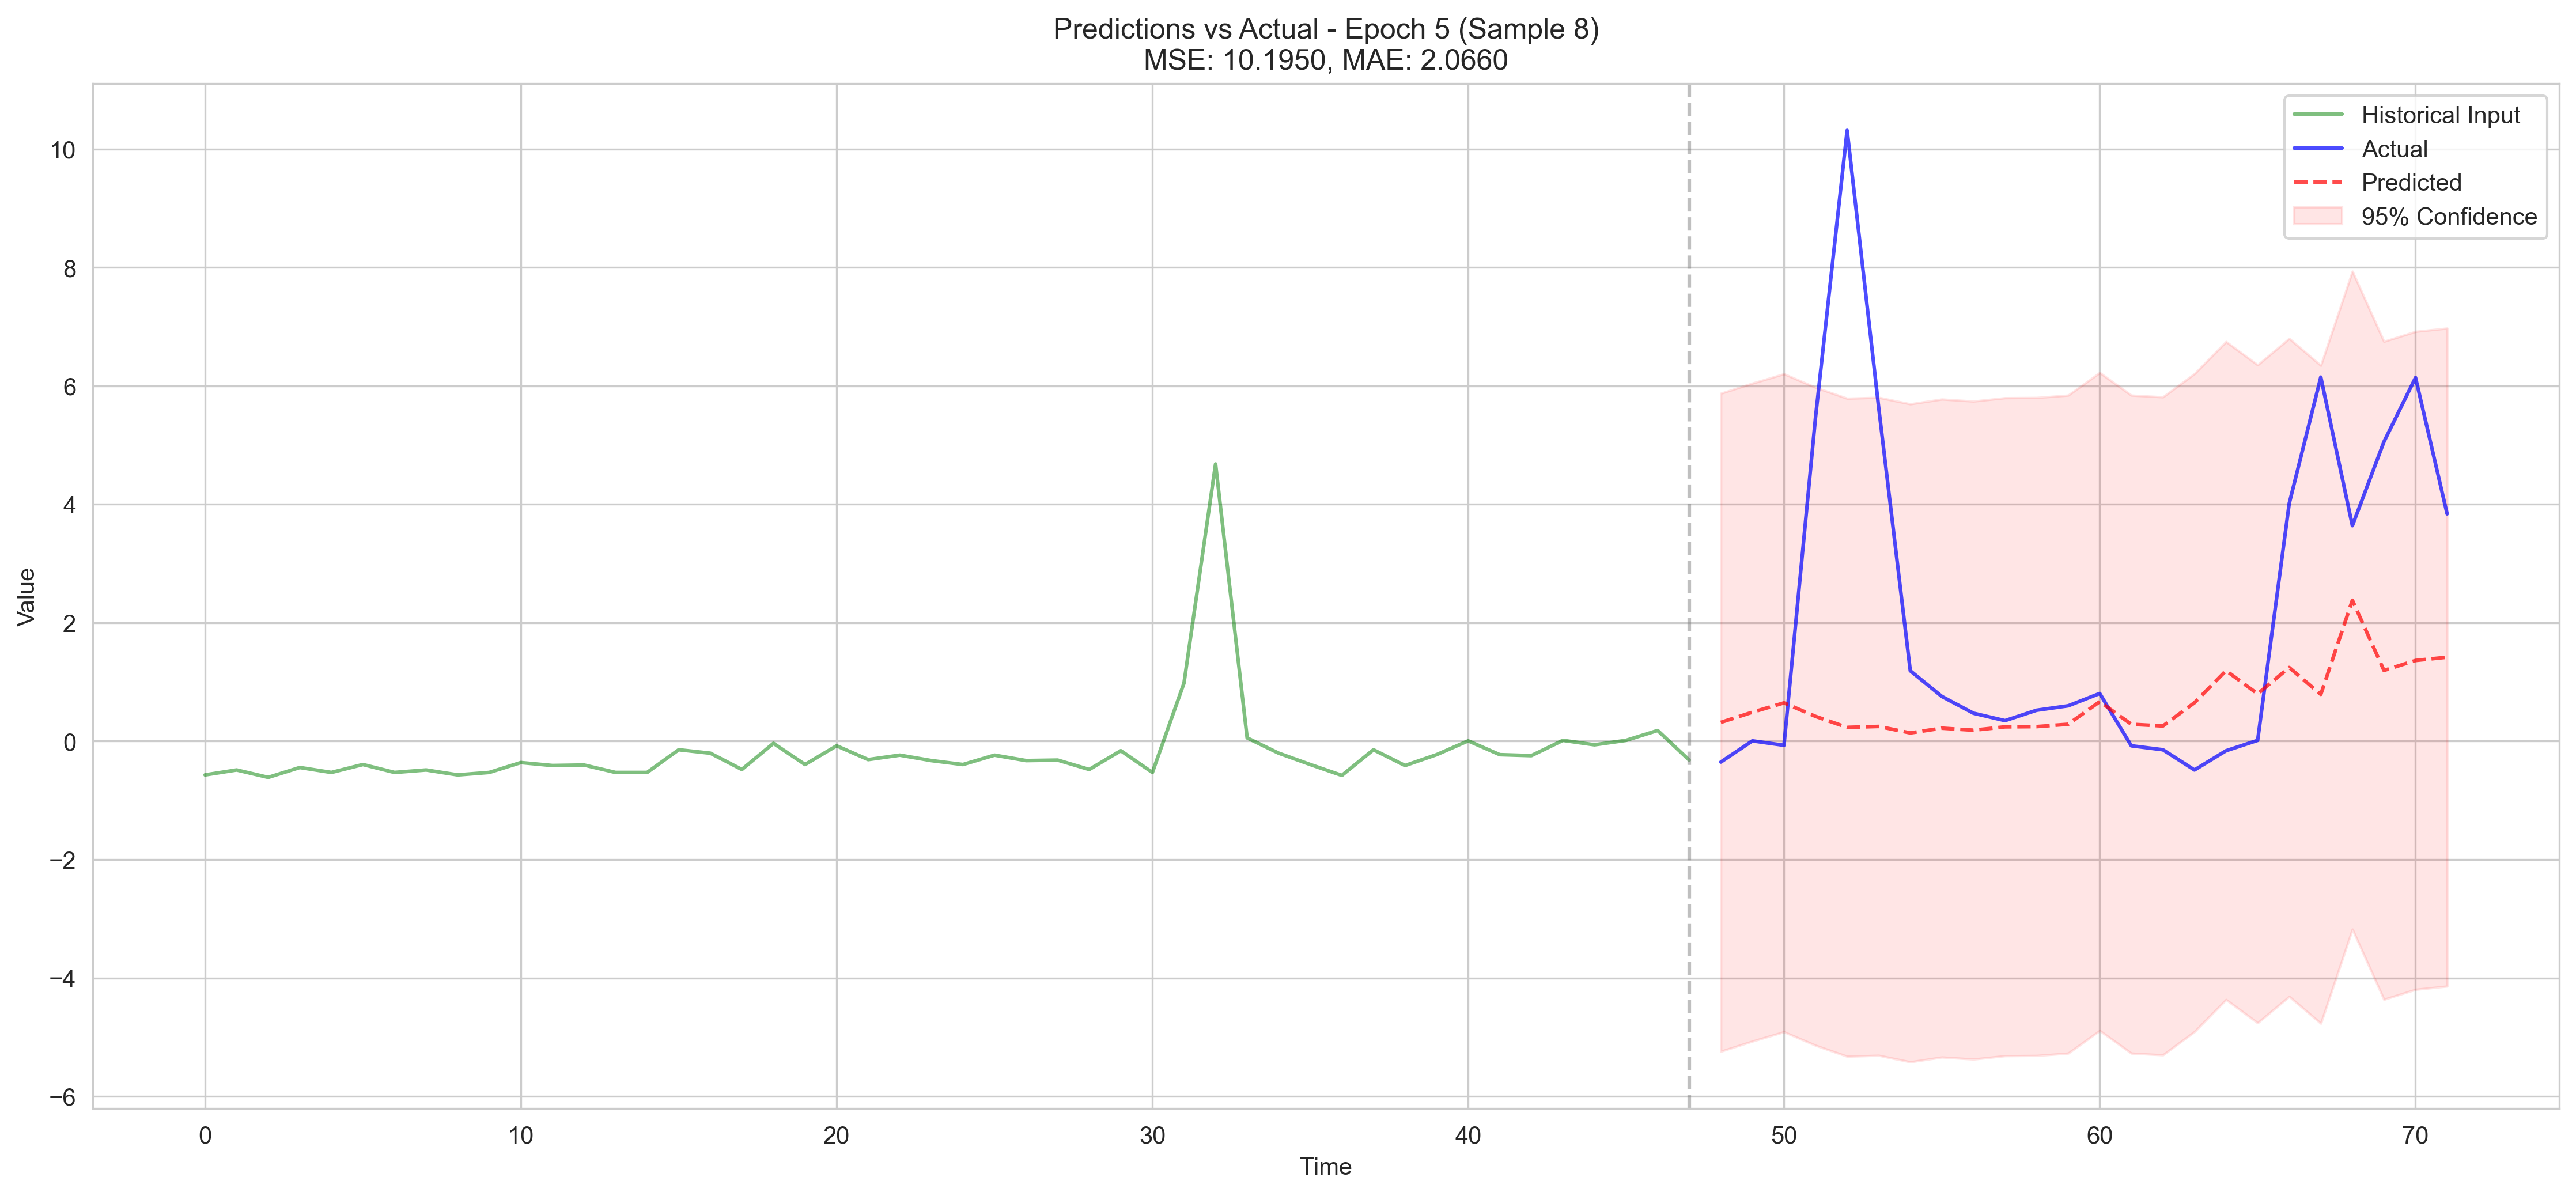 Predictions vs Actual - Epoch 5 (Sample 8)
MSE: 10.1950, MAE: 2.0660
Historical Input
Actual
Predicted
95% Confidence
Value
10
8
6
4
2
0
−2
−4
−6
0 10 20 30 40 50 60 70
Time